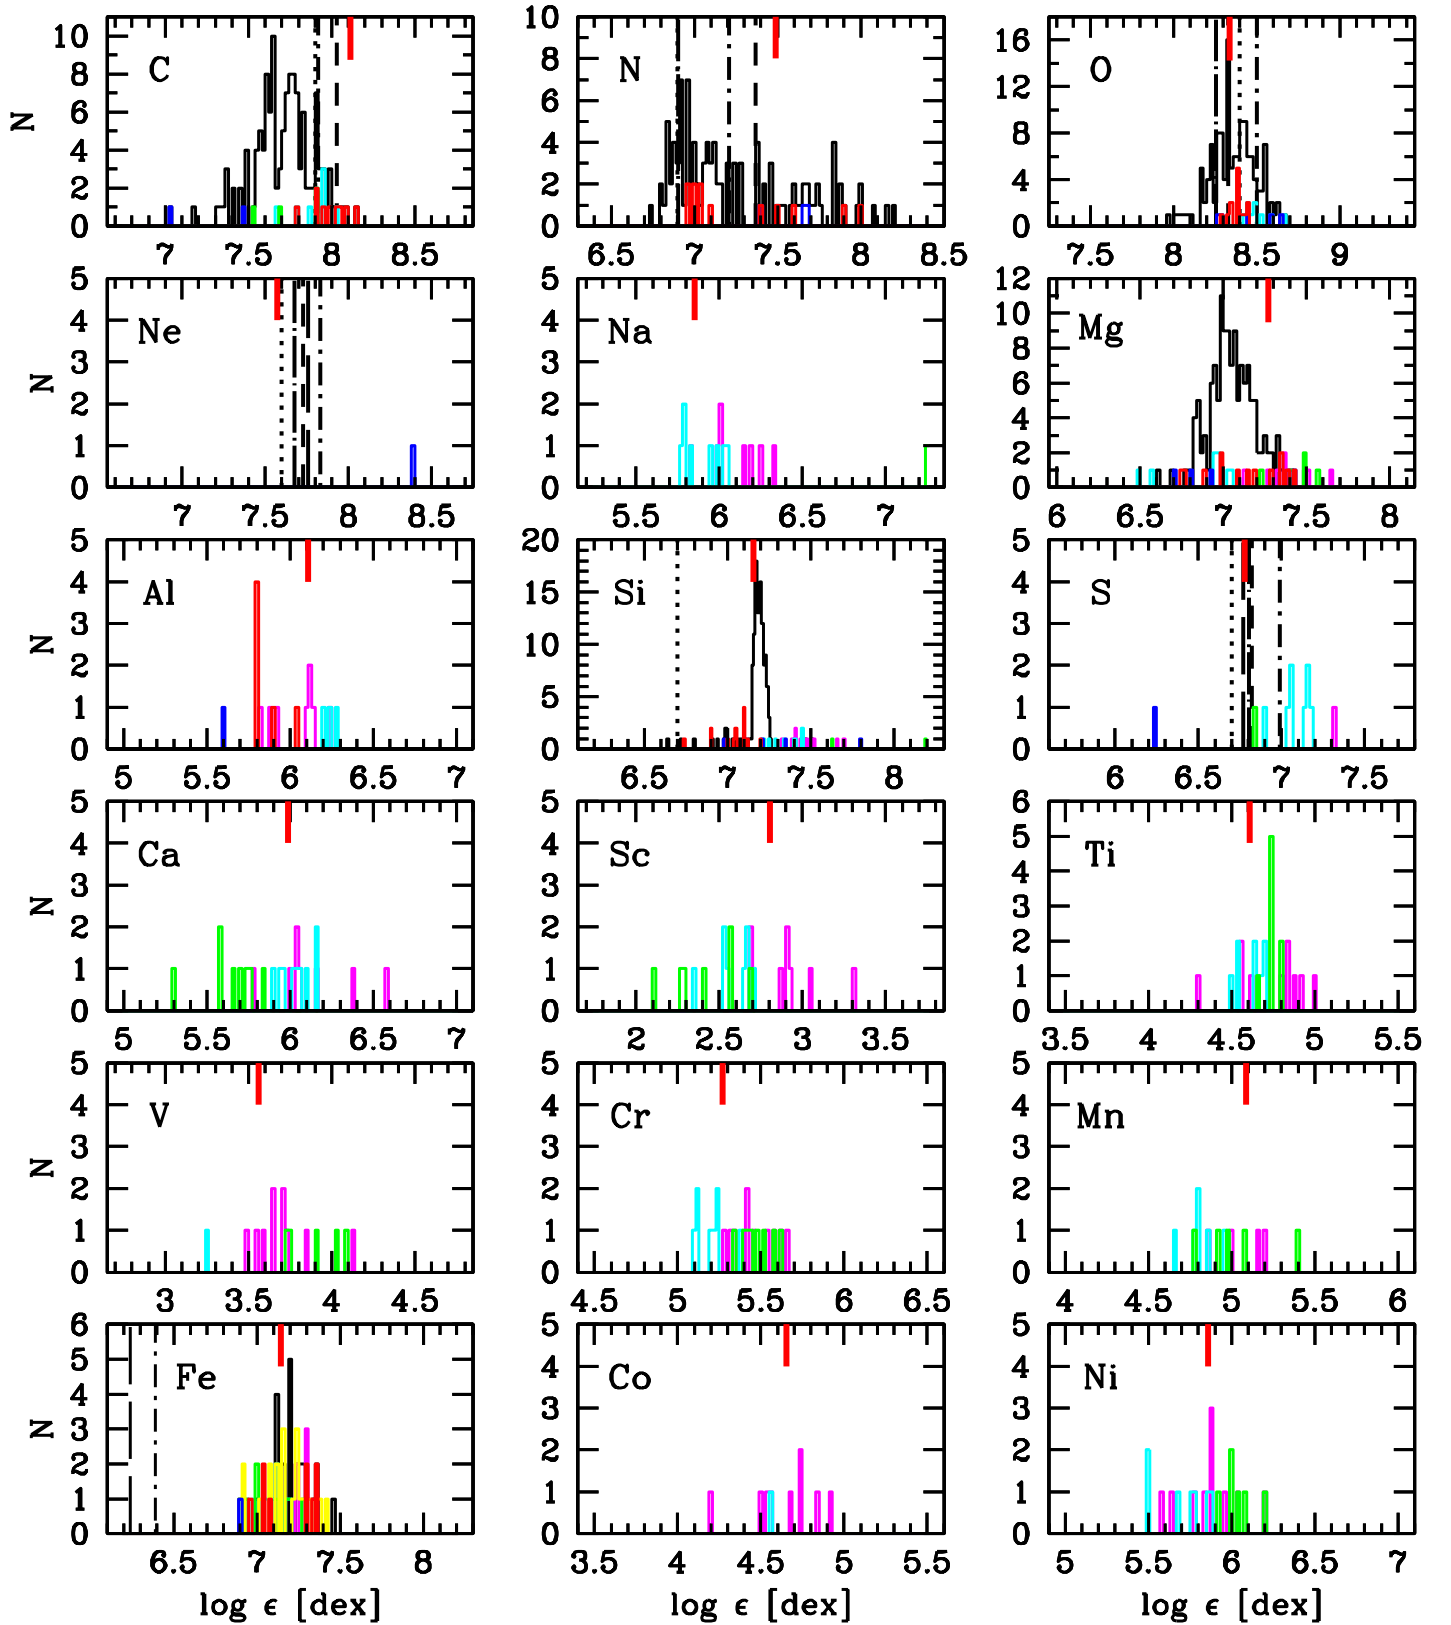 10 8 6 4 2 0 N C 7 7.5 8 8.5
10 8 6 4 2 0 N 6.5 7 7.5 8 8.5
16 12 8 4 0 O 7.5 8 8.5 9
5 4 3 2 1 0 N Ne 7 7.5 8 8.5
5 4 3 2 1 0 Na 5.5 6 6.5 7
12 10 8 6 4 2 0 Mg 6 6.5 7 7.5 8
5 4 3 2 1 0 N Al 5 5.5 6 6.5 7
20 15 10 5 0 Si 6.5 7 7.5 8
5 4 3 2 1 0 S 6 6.5 7 7.5
5 4 3 2 1 0 N Ca 5 5.5 6 6.5 7
5 4 3 2 1 0 Sc 2 2.5 3 3.5
6 5 4 3 2 1 0 Ti 3.5 4 4.5 5 5.5
5 4 3 2 1 0 N V 3 3.5 4 4.5
5 4 3 2 1 0 Cr 4.5 5 5.5 6 6.5
5 4 3 2 1 0 Mn 4 4.5 5 5.5 6
6 5 4 3 2 1 0 N Fe 6.5 7 7.5 8
5 4 3 2 1 0 Co 3.5 4 4.5 5 5.5
5 4 3 2 1 0 Ni 5 5.5 6 6.5 7
log ϵ [dex] log ϵ [dex] log ϵ [dex]